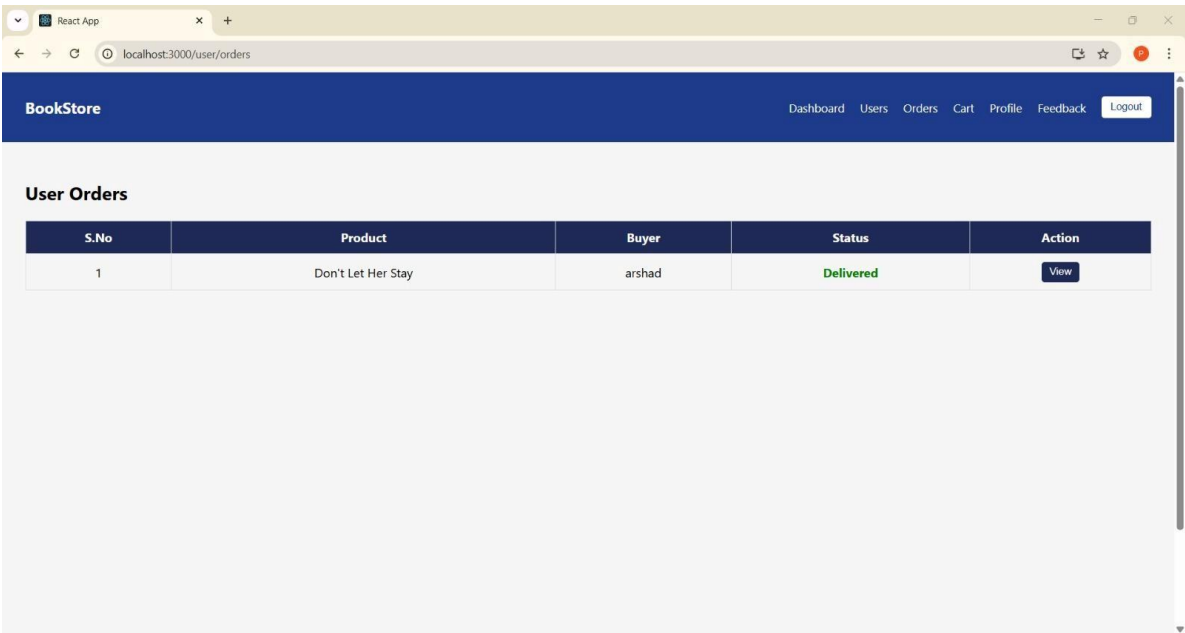 React App
localhost:3000/user/orders
P
BookStore Dashboard Users Orders Cart Profile Feedback Logout
User Orders
S.No Product Buyer Status Action
1 Don't Let Her Stay arshad Delivered View